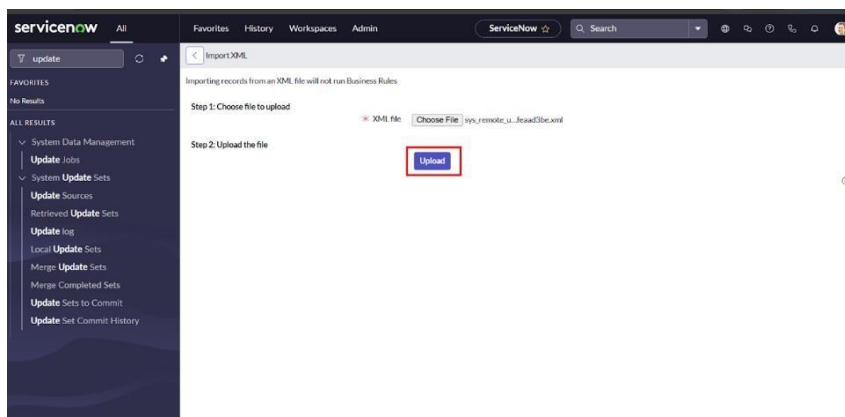 servicenow All Favorites History Workspaces Admin ServiceNow Search
update
Import XML
Importing records from an XML file will not run Business Rules
FAVORITES
No Results
Step 1: Choose file to upload
XML file Choose File sys_remote_u...feaad3be.xml
ALL RESULTS
Step 2: Upload the file
Upload
System Data Management
Update Jobs
System Update Sets
Update Sources
Retrieved Update Sets
Update log
Local Update Sets
Merge Update Sets
Merge Completed Sets
Update Sets to Commit
Update Set Commit History